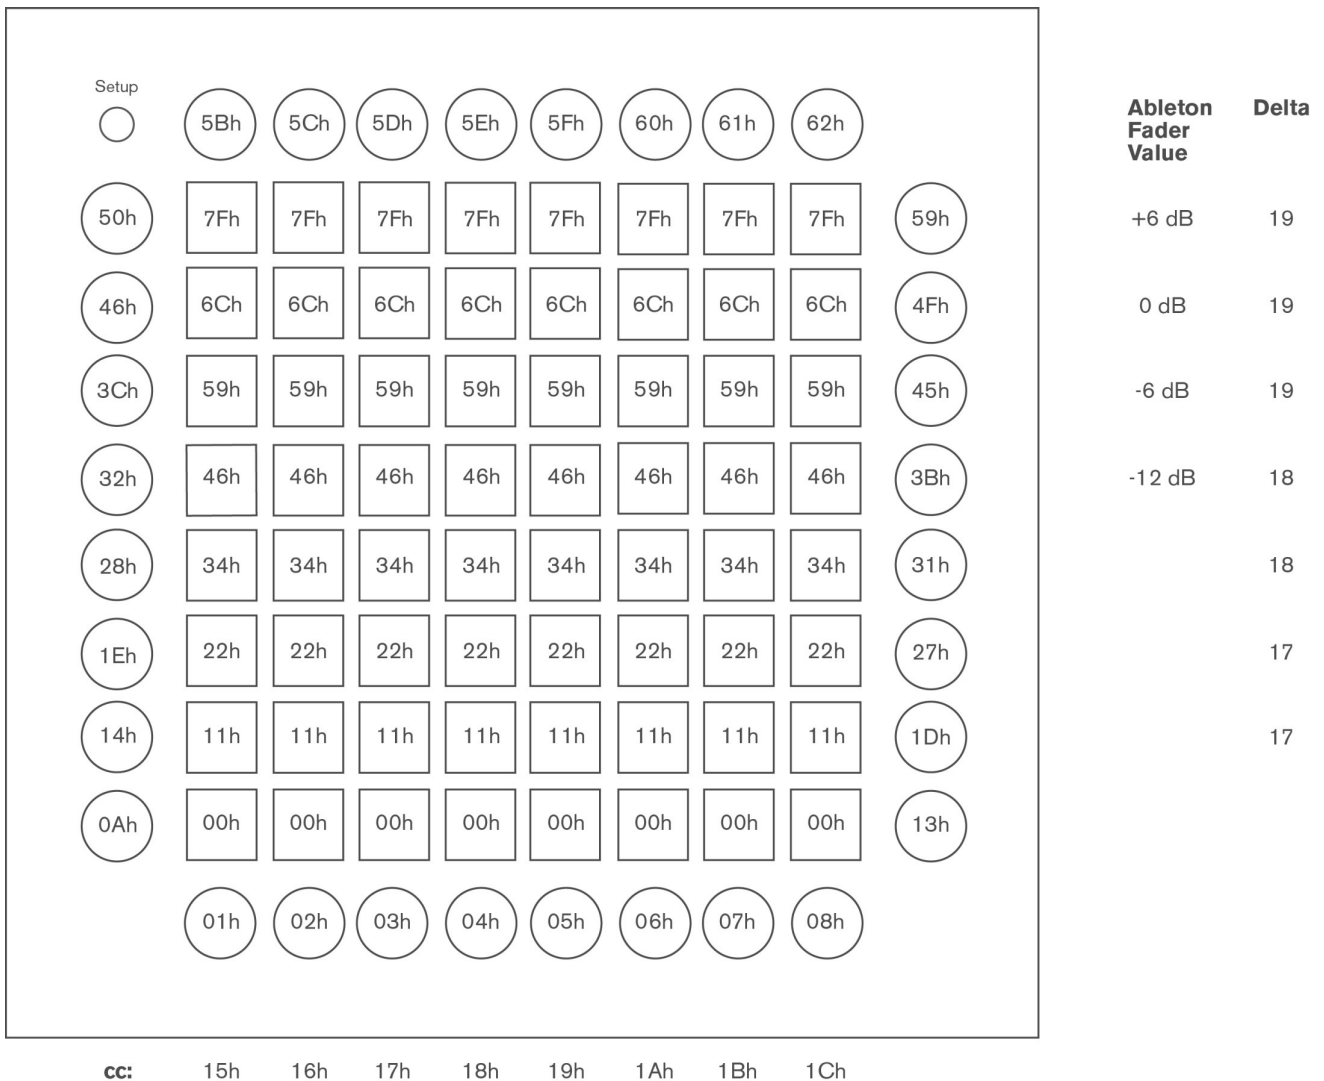 Setup
5Bh 5Ch 5Dh 5Eh 5Fh 60h 61h 62h
Ableton Fader Value Delta
50h 7Fh 7Fh 7Fh 7Fh 7Fh 7Fh 7Fh 7Fh 59h +6 dB 19
46h 6Ch 6Ch 6Ch 6Ch 6Ch 6Ch 6Ch 6Ch 4Fh 0 dB 19
3Ch 59h 59h 59h 59h 59h 59h 59h 59h 45h -6 dB 19
32h 46h 46h 46h 46h 46h 46h 46h 46h 3Bh -12 dB 18
28h 34h 34h 34h 34h 34h 34h 34h 34h 31h 18
1Eh 22h 22h 22h 22h 22h 22h 22h 22h 27h 17
14h 11h 11h 11h 11h 11h 11h 11h 11h 1Dh 17
0Ah 00h 00h 00h 00h 00h 00h 00h 00h 13h
01h 02h 03h 04h 05h 06h 07h 08h
cc: 15h 16h 17h 18h 19h 1Ah 1Bh 1Ch